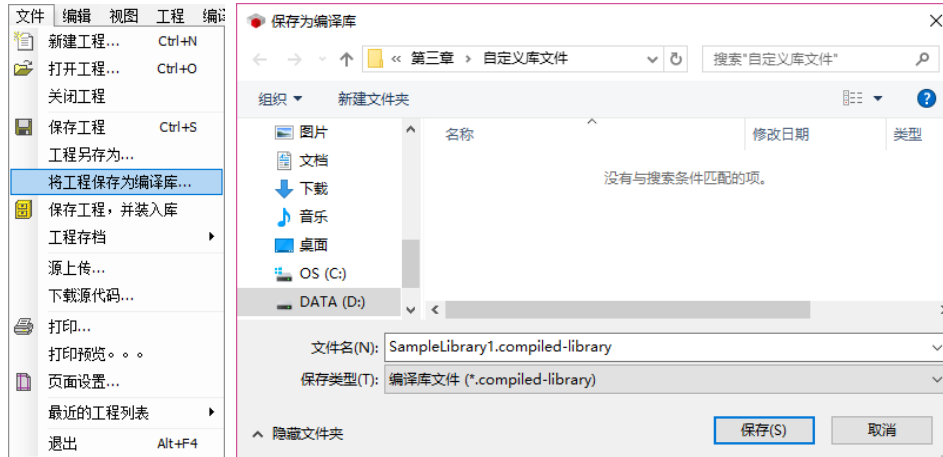 文件 编辑 视图 工程 编译
新建工程... Ctrl+N
打开工程... Ctrl+O
关闭工程
保存工程 Ctrl+S
工程另存为...
将工程保存为编译库...
保存工程，并装入库
工程存档
源上传...
下载源代码...
打印...
打印预览。。。
页面设置...
最近的工程列表
退出 Alt+F4
保存为编译库
« 第三章 › 自定义库文件
搜索"自定义库文件"
组织 新建文件夹
图片
文档
下载
音乐
桌面
OS (C:)
DATA (D:)
名称 修改日期 类型
没有与搜索条件匹配的项。
文件名(N): SampleLibrary1.compiled-library
保存类型(T): 编译库文件 (*.compiled-library)
隐藏文件夹 保存(S) 取消